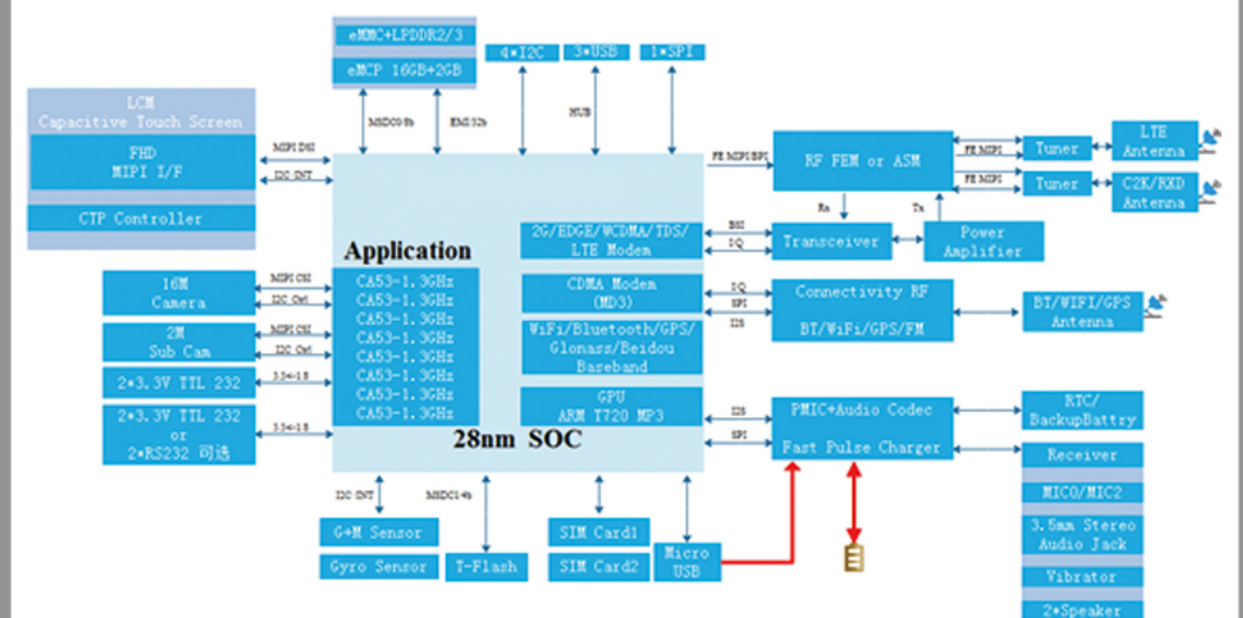 eMMC+LPDDR2/3
eMCP 16GB+2GB
4*I2C
3*USB
1*SPI
MSDC08b
EMI32b
HUB
LCM
Capacitive Touch Screen
FHD
MIPI I/F
CTP Controller
MIPI DSI
I2C INT
FE MIPI BPI
RF FEM or ASM
FE MIPI
FE MIPI
Tuner
Tuner
LTE
Antenna
C2K/RXD
Antenna
Rx
Tx
2G/EDGE/WCDMA/TDS/
LTE Modem
BSI
I/Q
Transceiver
Power
Amplifier
Application
CA53-1.3GHz
CA53-1.3GHz
CA53-1.3GHz
CA53-1.3GHz
CA53-1.3GHz
CA53-1.3GHz
CA53-1.3GHz
CA53-1.3GHz
16M
Camera
MIPI CSI
I2C Ctrl
2M
Sub Cam
MIPI CSI
I2C Ctrl
2*3.3V TTL 232
2*3.3V TTL 232
or
2*RS232 可选
CDMA Modem
(MD3)
I/Q
SPI
I2S
Connectivity RF
BT/WiFi/GPS/FM
BT/WIFI/GPS
Antenna
WiFi/Bluetooth/GPS/
Glonass/Beidou
Baseband
GPU
ARM T720 MP3
I2S
SPI
PMIC+Audio Codec
Fast Pulse Charger
RTC/
BackupBattry
28nm SOC
Receiver
MIC0/MIC2
3.5mm Stereo
Audio Jack
Vibrator
2*Speaker
I2C INT
MSDC1 4b
G+M Sensor
Gyro Sensor
T-Flash
SIM Card1
SIM Card2
Micro
USB